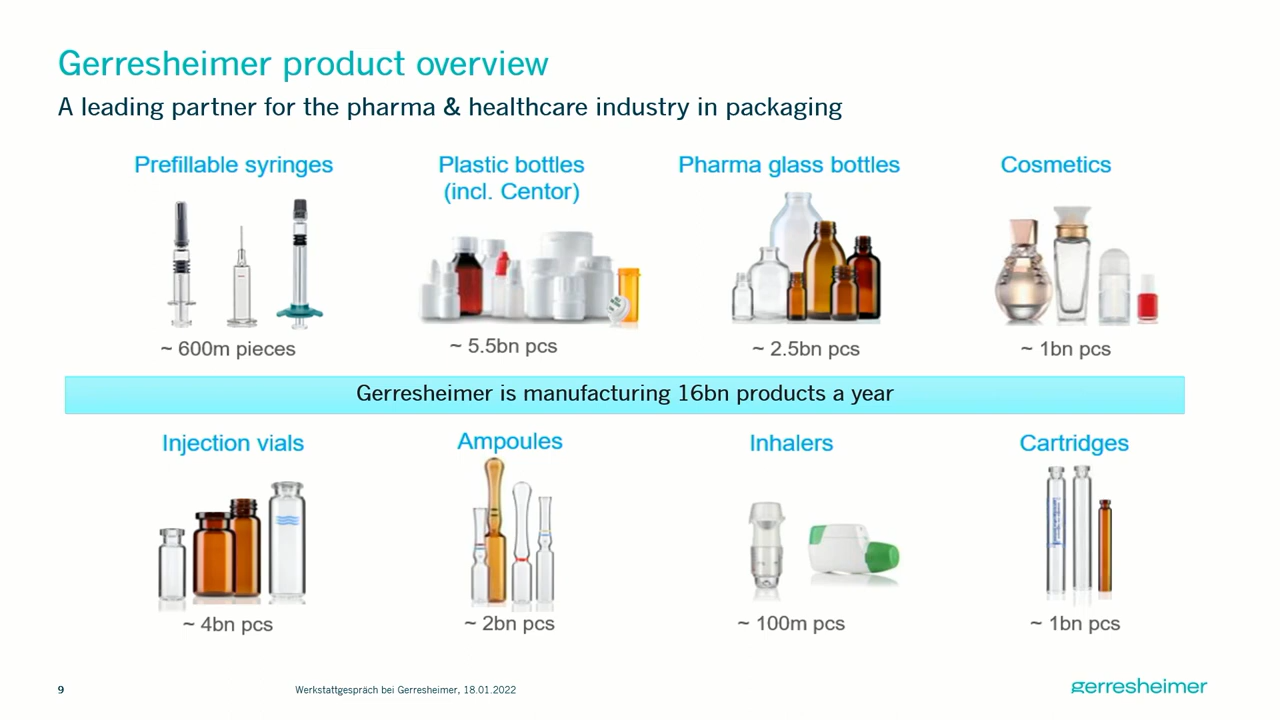 Gerresheimer product overview
A leading partner for the pharma & healthcare industry in packaging
Prefillable syringes
~ 600m pieces
Plastic bottles
(incl. Centor)
~ 5.5bn pcs
Pharma glass bottles
~ 2.5bn pcs
Cosmetics
~ 1bn pcs
Gerresheimer is manufacturing 16bn products a year
Injection vials
~ 4bn pcs
Ampoules
~ 2bn pcs
Inhalers
~ 100m pcs
Cartridges
~ 1bn pcs
9
Werkstattgespräch bei Gerresheimer, 18.01.2022
gerresheimer